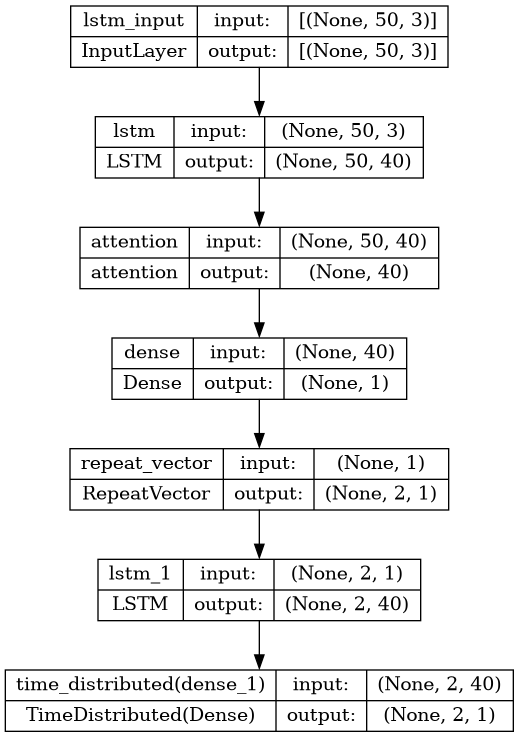 lstm_input input: [(None, 50, 3)]
InputLayer output: [(None, 50, 3)]
lstm input: (None, 50, 3)
LSTM output: (None, 50, 40)
attention input: (None, 50, 40)
attention output: (None, 40)
dense input: (None, 40)
Dense output: (None, 1)
repeat_vector input: (None, 1)
RepeatVector output: (None, 2, 1)
lstm_1 input: (None, 2, 1)
LSTM output: (None, 2, 40)
time_distributed(dense_1) input: (None, 2, 40)
TimeDistributed(Dense) output: (None, 2, 1)